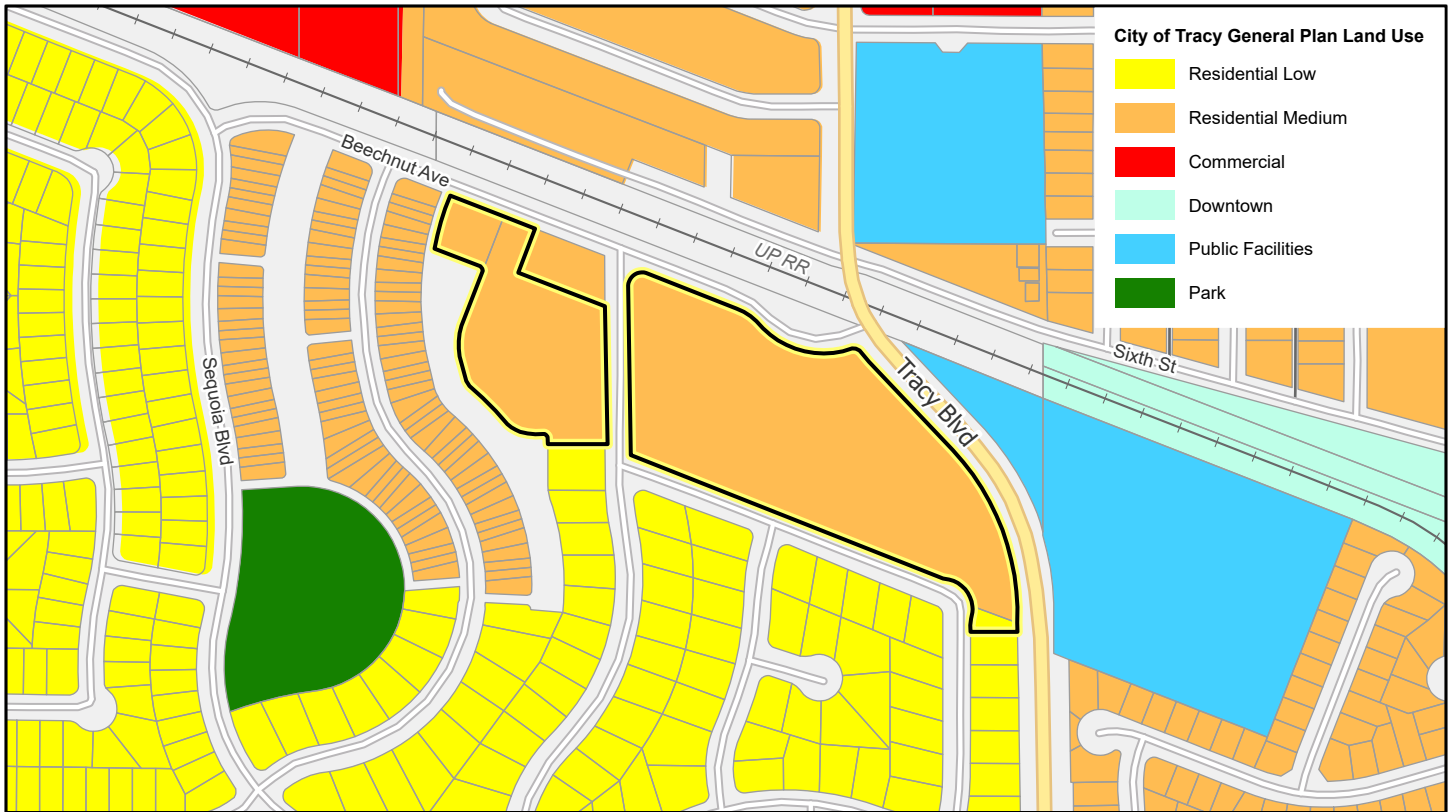 City of Tracy General Plan Land Use
Residential Low
Residential Medium
Commercial
Downtown
Public Facilities
Park
Beechnut Ave
UP RR
Sixth St
Tracy Blvd
Sequoia Blvd